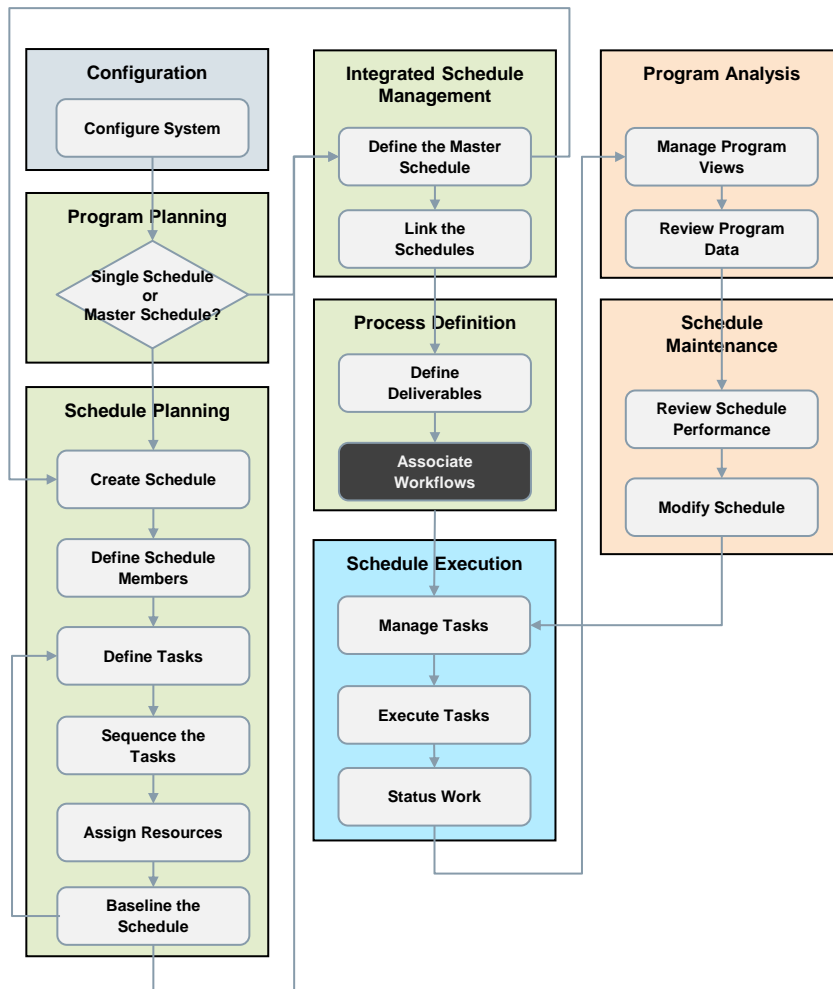 Configuration
Configure System
Program Planning
Single Schedule
or
Master Schedule?
Schedule Planning
Create Schedule
Define Schedule
Members
Define Tasks
Sequence the
Tasks
Assign Resources
Baseline the
Schedule
Integrated Schedule
Management
Define the Master
Schedule
Link the
Schedules
Process Definition
Define
Deliverables
Associate
Workflows
Schedule Execution
Manage Tasks
Execute Tasks
Status Work
Program Analysis
Manage Program
Views
Review Program
Data
Schedule
Maintenance
Review Schedule
Performance
Modify Schedule